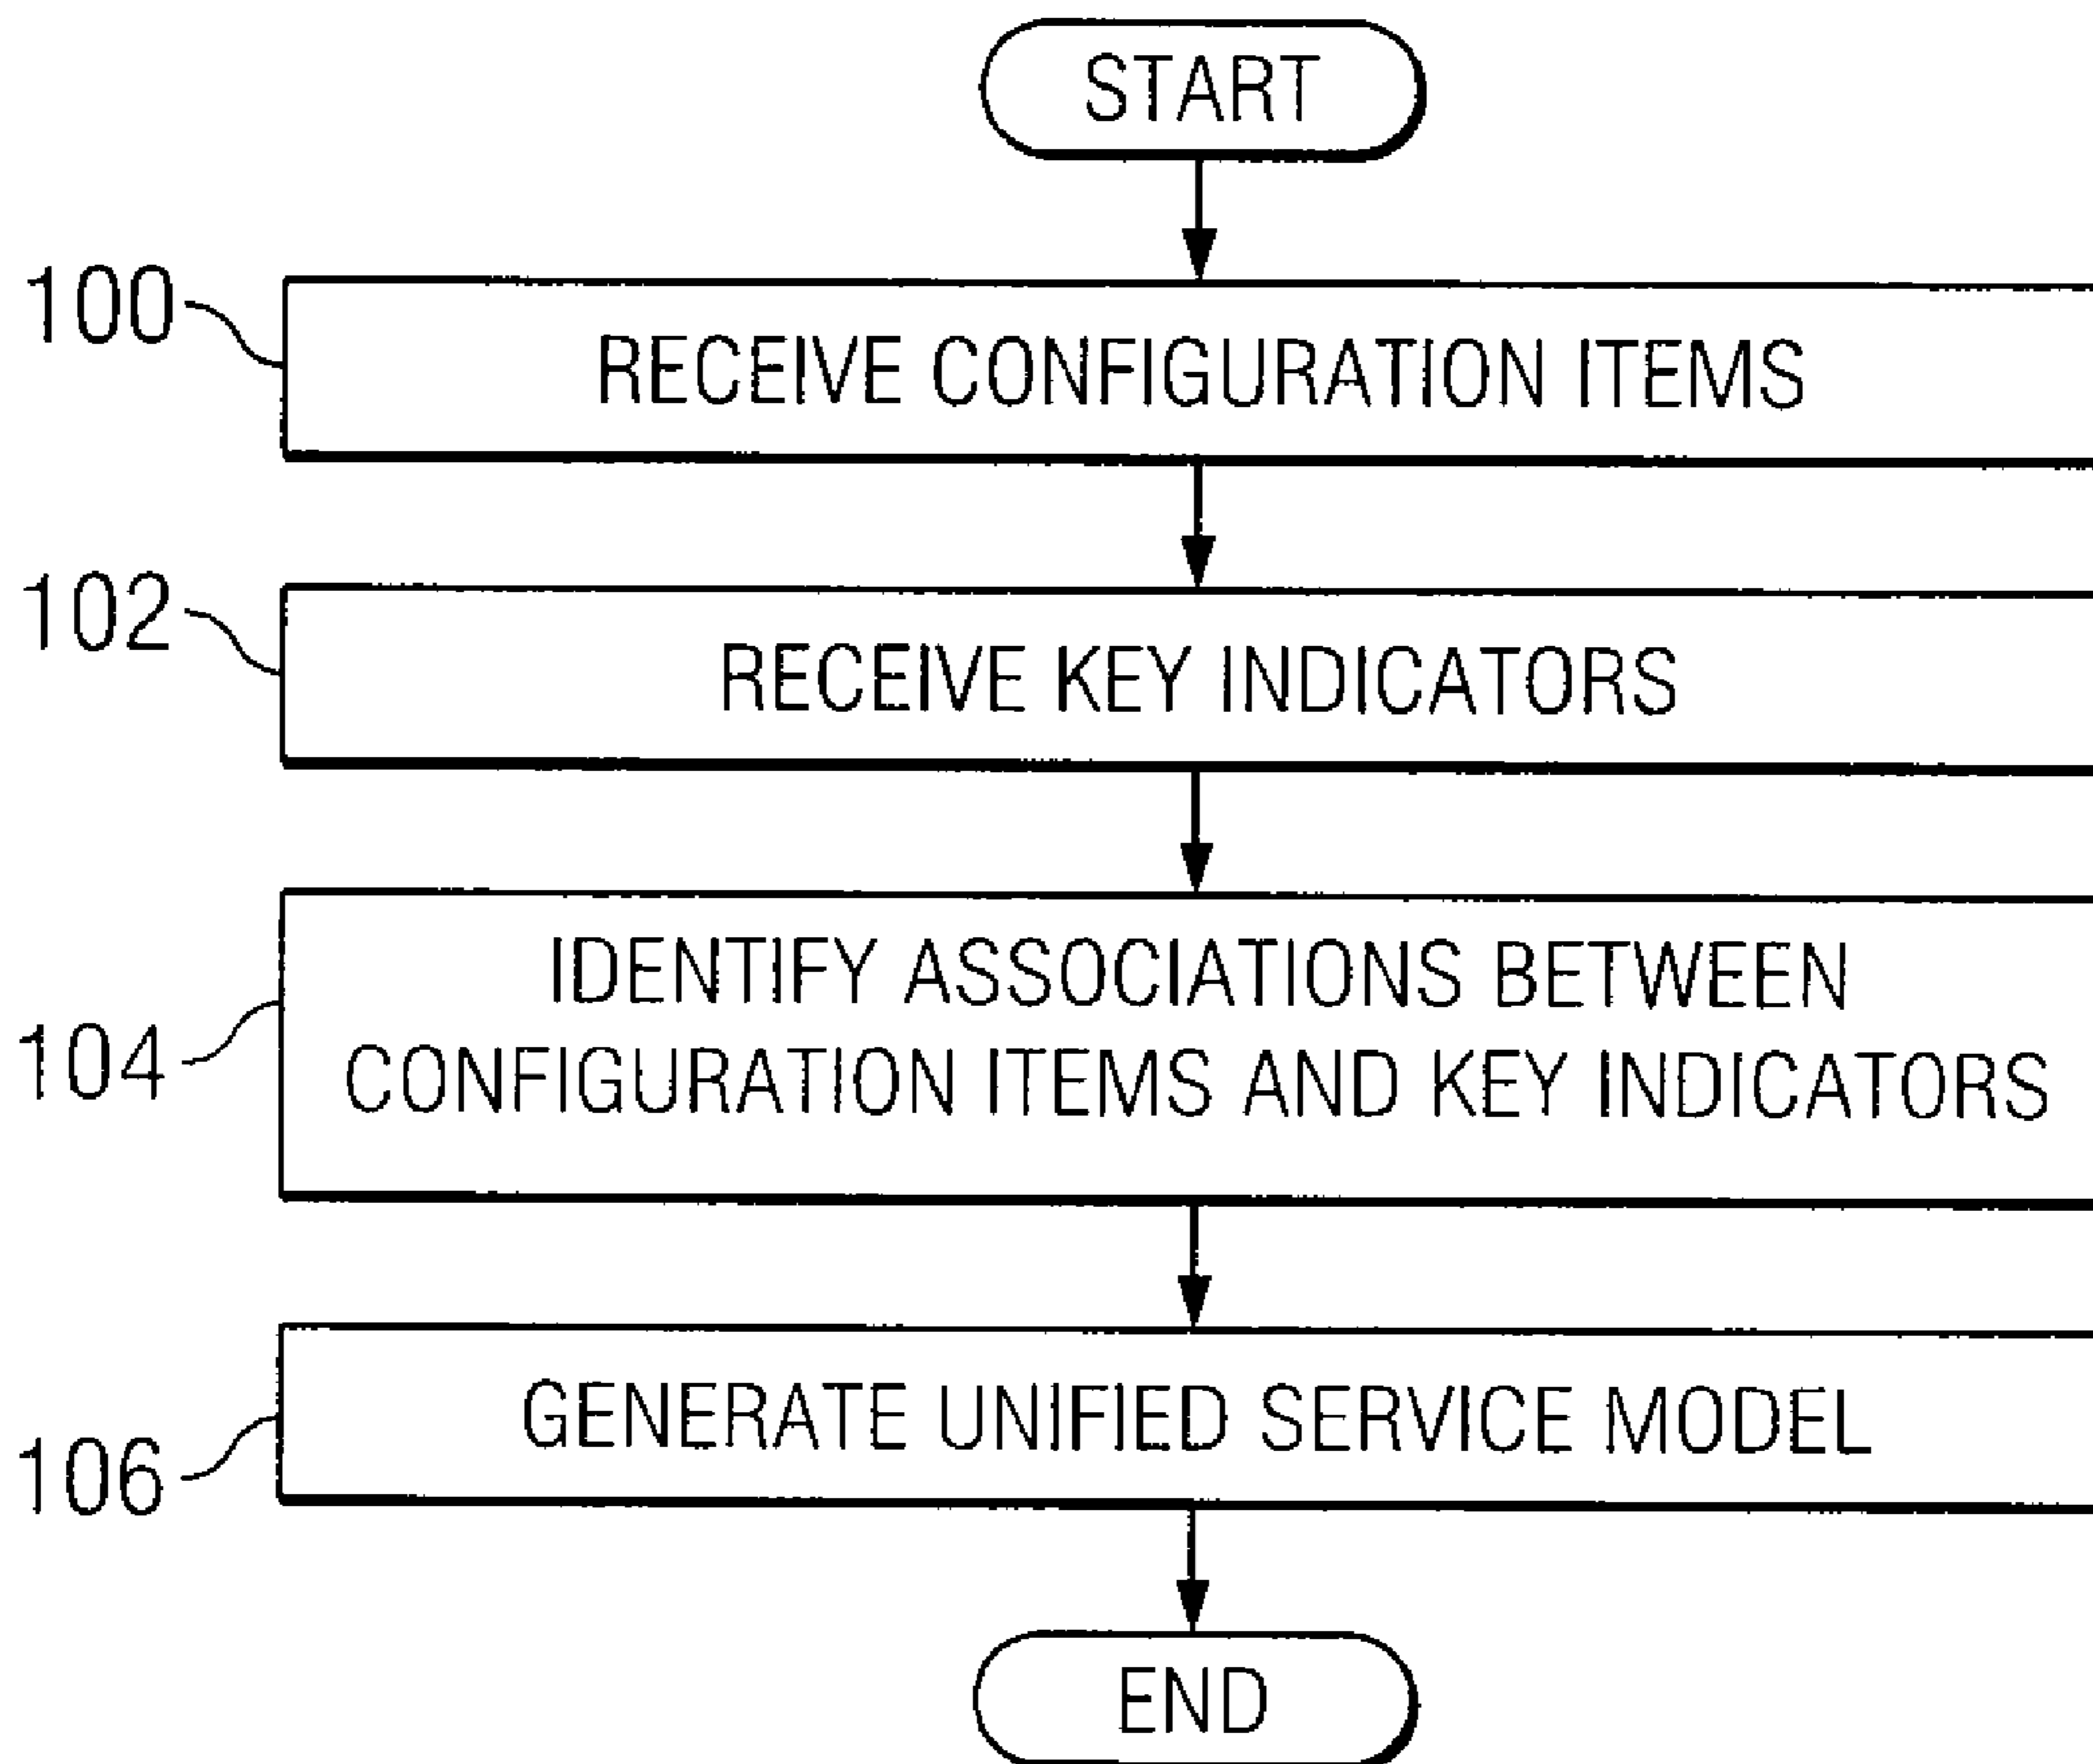 START
100
RECEIVE CONFIGURATION ITEMS
102
RECEIVE KEY INDICATORS
104
IDENTIFY ASSOCIATIONS BETWEEN
CONFIGURATION ITEMS AND KEY INDICATORS
106
GENERATE UNIFIED SERVICE MODEL
END